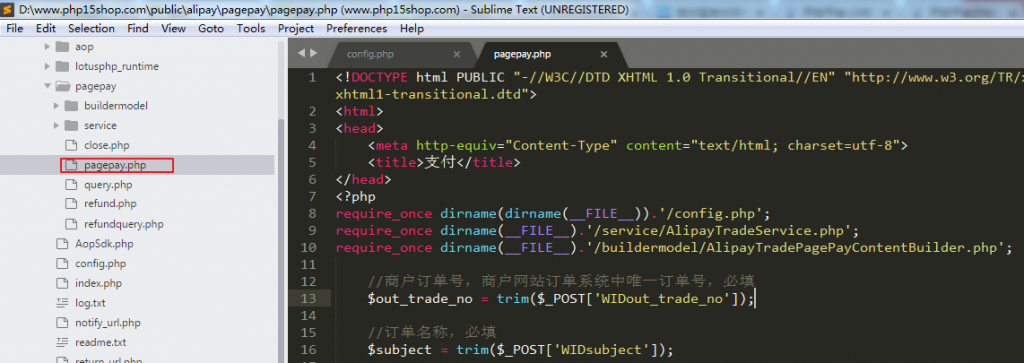 D:\www.php15shop.com\public\alipay\pagepay\pagepay.php (www.php15shop.com) - Sublime Text (UNREGISTERED)
File Edit Selection Find View Goto Tools Project Preferences Help
aop
lotusphp_runtime
pagepay
buildermodel
service
close.php
pagepay.php
query.php
refund.php
refundquery.php
AopSdk.php
config.php
index.php
log.txt
notify_url.php
readme.txt
return_url.php
config.php × pagepay.php ×
1 <!DOCTYPE html PUBLIC "-//W3C//DTD XHTML 1.0 Transitional//EN" "http://www.w3.org/TR/
xhtml1-transitional.dtd">
2 <html>
3 <head>
4 <meta http-equiv="Content-Type" content="text/html; charset=utf-8">
5 <title>支付</title>
6 </head>
7 <?php
8 require_once dirname(dirname(__FILE__)).'/config.php';
9 require_once dirname(__FILE__).'/service/AlipayTradeService.php';
10 require_once dirname(__FILE__).'/buildermodel/AlipayTradePagePayContentBuilder.php';
11
12 //商户订单号，商户网站订单系统中唯一订单号，必填
13 $out_trade_no = trim($_POST['WIDout_trade_no']);
14
15 //订单名称，必填
16 $subject = trim($_POST['WIDsubject']);